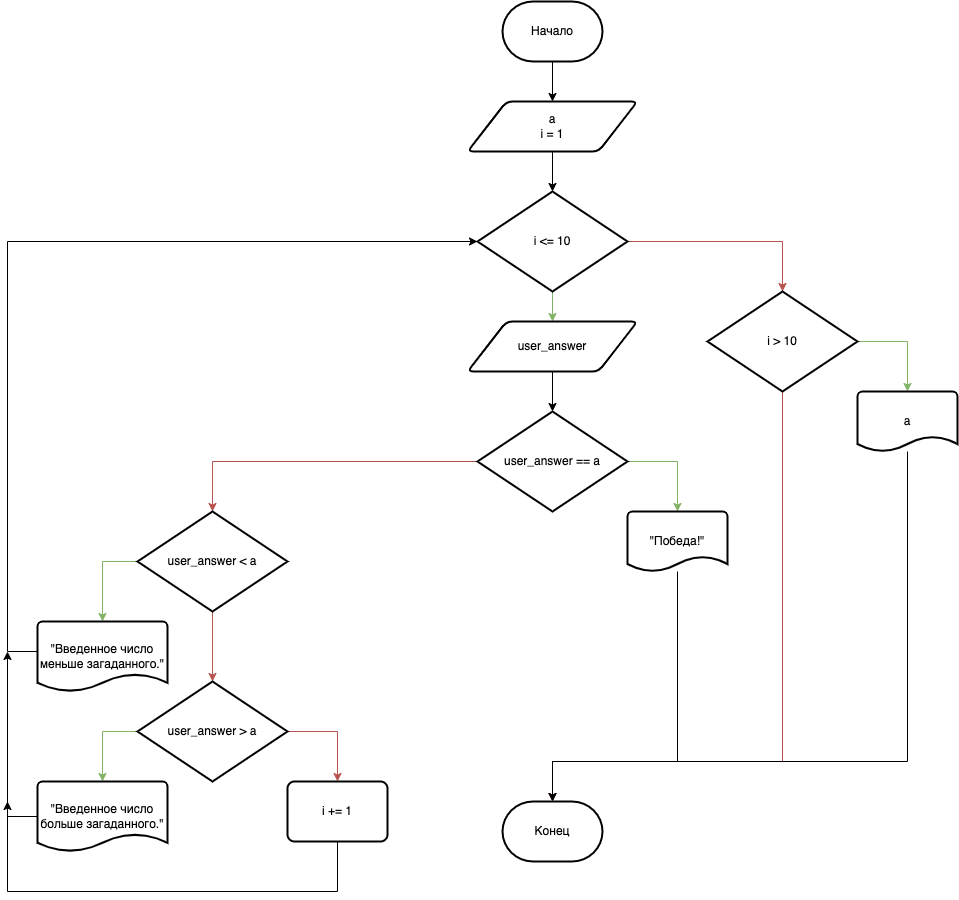 Начало
a
i = 1
i <= 10
user_answer
i > 10
a
user_answer == a
"Победа!"
user_answer < a
"Введенное число
меньше загаданного."
user_answer > a
"Введенное число
больше загаданного."
i += 1
Конец